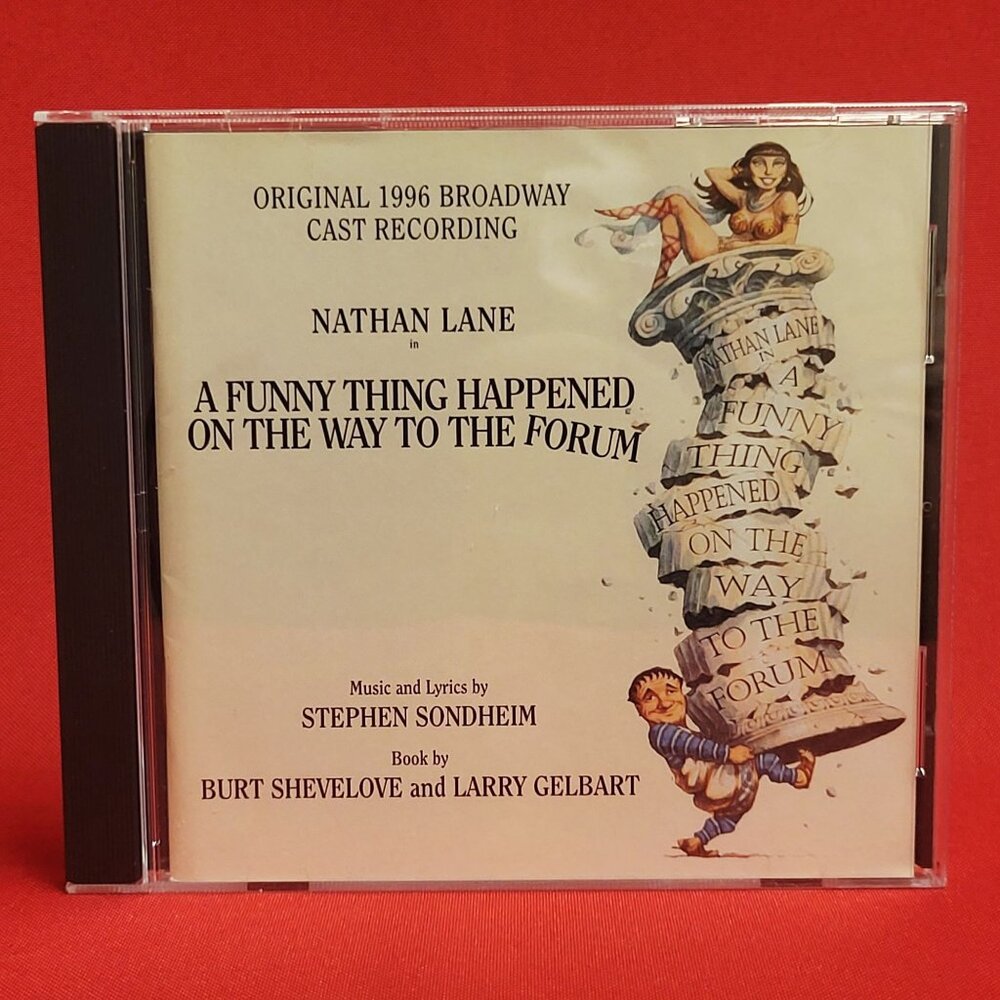 ORIGINAL 1996 BROADWAY
CAST RECORDING
NATHAN LANE
in
A FUNNY THING HAPPENED
ON THE WAY TO THE FORUM
Music and Lyrics by
STEPHEN SONDHEIM
Book by
BURT SHEVELOVE and LARRY GELBART
NATHAN LANE
IN
A
FUNNY
THING
HAPPENED
ON THE
WAY
TO THE
FORUM